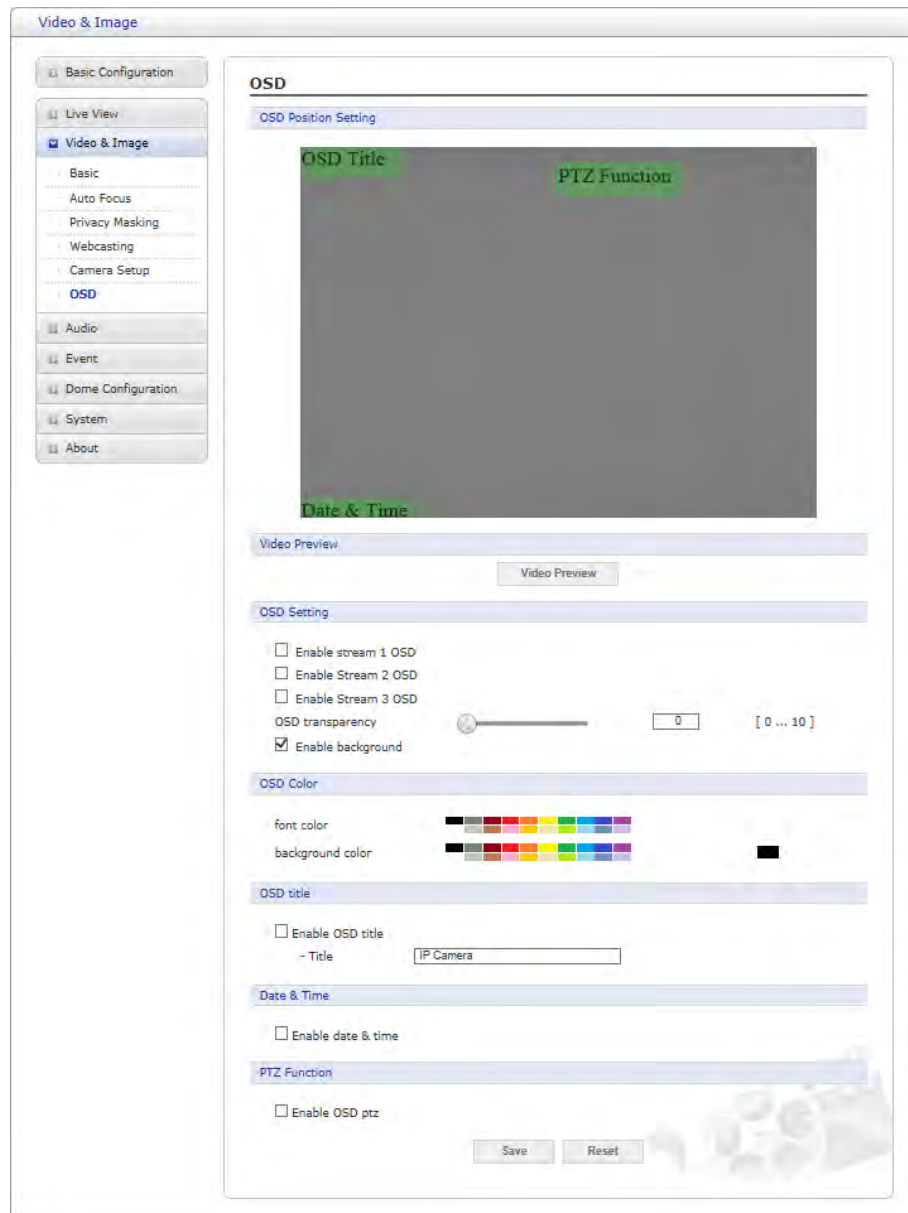 Video & Image
Basic Configuration
Live View
Video & Image
Basic
Auto Focus
Privacy Masking
Webcasting
Camera Setup
OSD
Audio
Event
Dome Configuration
System
About
OSD
OSD Position Setting
OSD Title
PTZ Function
Date & Time
Video Preview
Video Preview
OSD Setting
Enable stream 1 OSD
Enable Stream 2 OSD
Enable Stream 3 OSD
OSD transparency 0 [ 0 ... 10 ]
Enable background
OSD Color
font color
background color
OSD title
Enable OSD title
- Title IP Camera
Date & Time
Enable date & time
PTZ Function
Enable OSD ptz
Save Reset